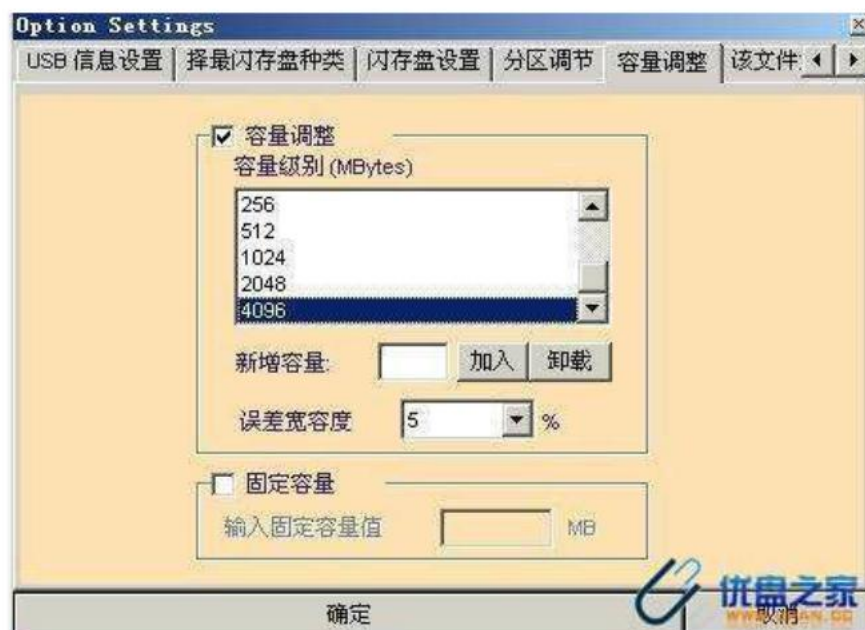 Option Settings
USB 信息设置 择最闪存盘种类 闪存盘设置 分区调节 容量调整 该文件
容量调整
容量级别 (MBytes)
256
512
1024
2048
4096
新增容量: 加入 卸载
误差宽容度 5 %
固定容量
输入固定容量值 MB
优盘之家
确定 取消